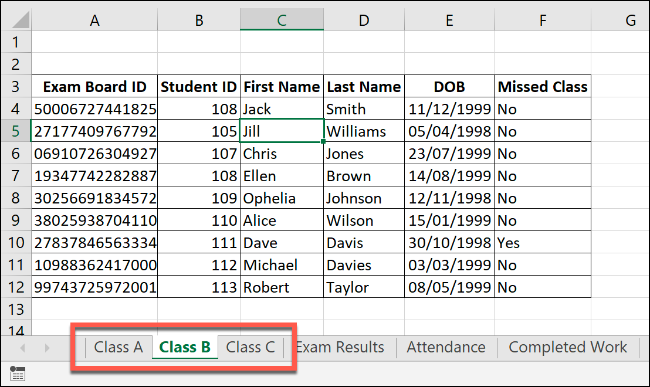 A B C D E F G
1
2
3 Exam Board ID Student ID First Name Last Name DOB Missed Class
4 50006727441825 108 Jack Smith 11/12/1999 No
5 27177409767792 105 Jill Williams 05/04/1998 No
6 06910726304927 107 Chris Jones 23/07/1999 No
7 19347742282887 108 Ellen Brown 14/08/1999 No
8 30256691834572 109 Ophelia Johnson 12/11/1998 No
9 38025938704110 110 Alice Wilson 15/01/1999 No
10 27837846563334 111 Dave Davis 30/10/1998 Yes
11 10988362417000 112 Michael Davies 03/03/1999 No
12 99743725972001 113 Robert Taylor 08/05/1999 No
13
14
Class A Class B Class C Exam Results Attendance Completed Work